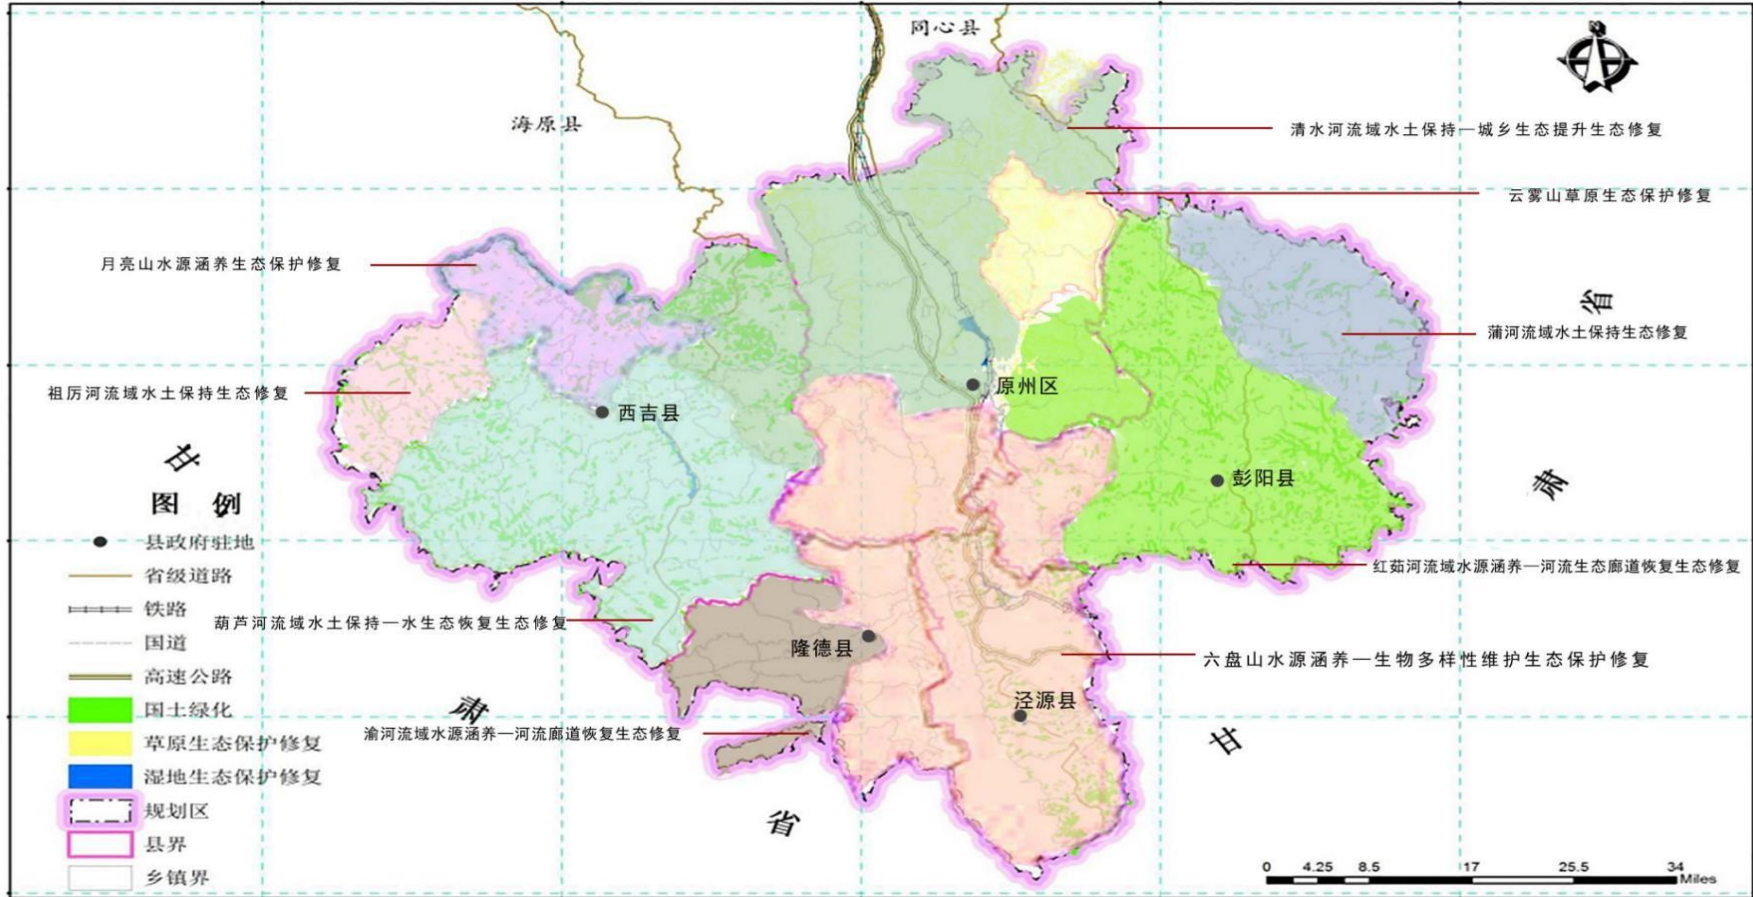 同心县
海原县
清水河流域水土保持—城乡生态提升生态修复
云雾山草原生态保护修复
月亮山水源涵养生态保护修复
省
蒲河流域水土保持生态修复
祖厉河流域水土保持生态修复
原州区
西吉县
甘
彭阳县
肃
图 例
县政府驻地
红茹河流域水源涵养—河流生态廊道恢复生态修复
省级道路
铁路
葫芦河流域水土保持—水生态恢复生态修复
国道
隆德县
六盘山水源涵养—生物多样性维护生态保护修复
高速公路
泾源县
国土绿化
肃
渝河流域水源涵养—河流廊道恢复生态修复
甘
草原生态保护修复
湿地生态保护修复
规划区
省
县界
乡镇界
0 4.25 8.5 17 25.5 34
Miles